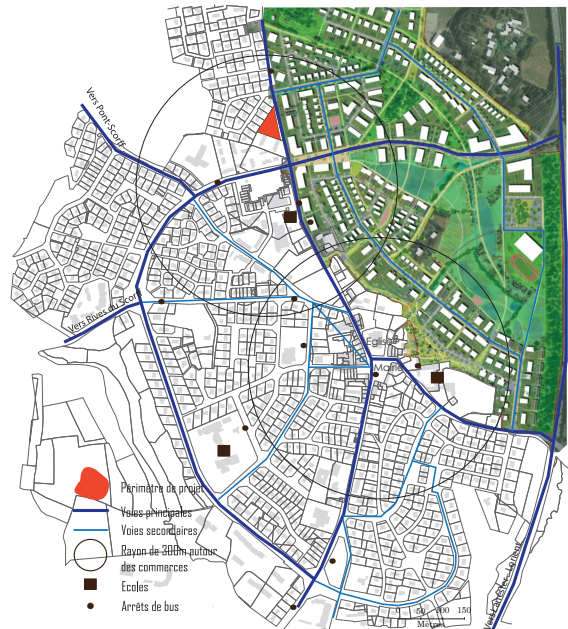 Vers Pont-Scorff
Vers Rives du Scorff
Eglise
Mairie
Périmètre de projet
Voies principales
Voies secondaires
Rayon de 300m autour
des commerces
Ecoles
Arrêts de bus
0 50 100 150
Mètres
Vers Lanester - Lorient